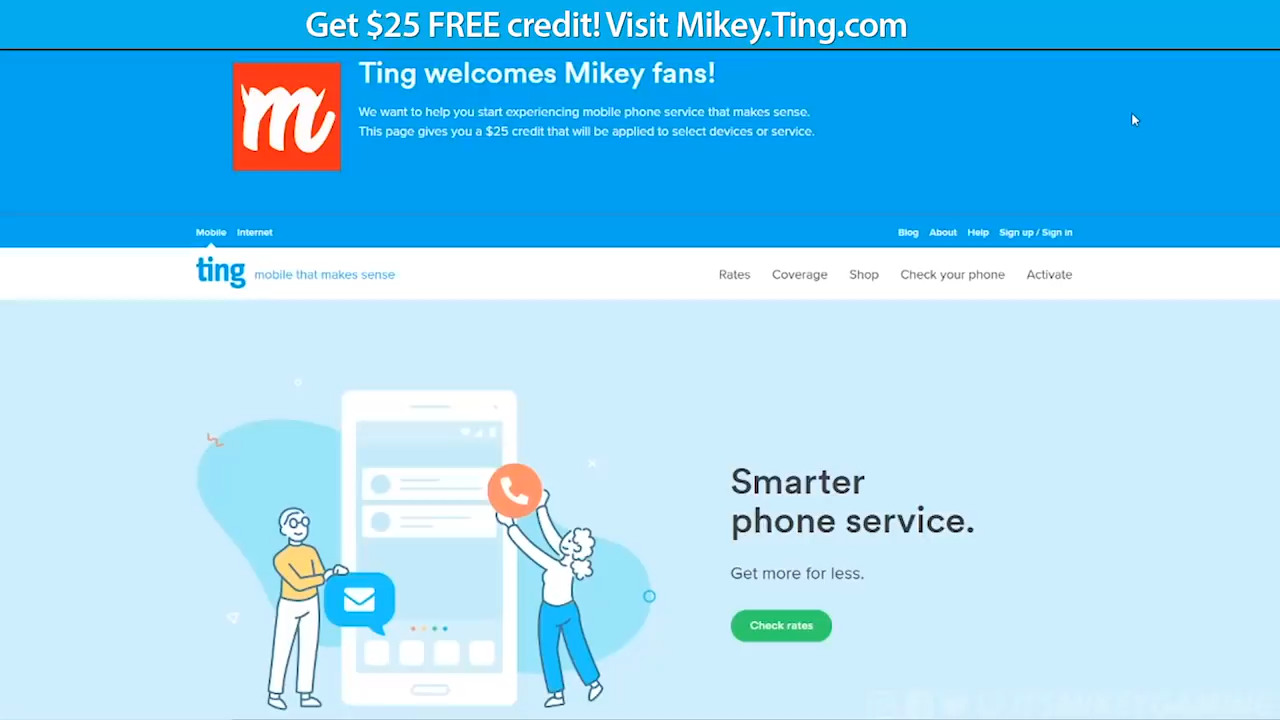 Get $25 FREE credit! Visit Mikey.Ting.com
m
Ting welcomes Mikey fans!
We want to help you start experiencing mobile phone service that makes sense.
This page gives you a $25 credit that will be applied to select devices or service.
Mobile Internet Blog About Help Sign up / Sign in
ting mobile that makes sense Rates Coverage Shop Check your phone Activate
Smarter
phone service.
Get more for less.
Check rates